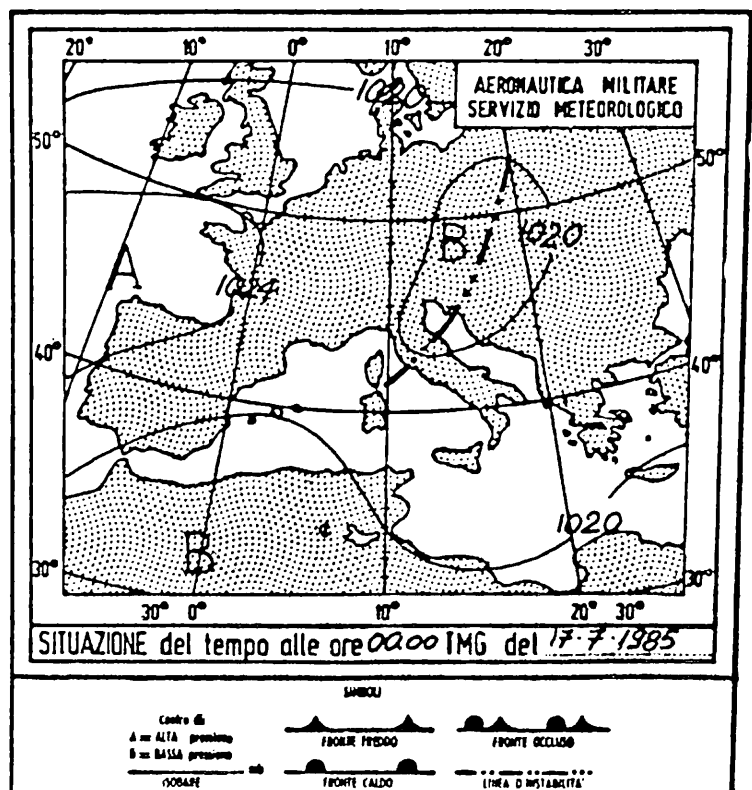 20° 10° 0° 10° 20° 30°
AERONAUTICA MILITARE
SERVIZIO METEOROLOGICO
1020
50° 50°
B 1020
A
1024
40° 40°
1020
B
30° 30°
30° 0° 10° 20° 30°
SITUAZIONE del tempo alle ore 00.00 TMG del 17.7.1985
SIMBOLI
Centro di
A = ALTA pressione
B = BASSA pressione
ISOBARE mb
FRONTE FREDDO
FRONTE OCCLUSO
FRONTE CALDO
LINEA D'INSTABILITA'